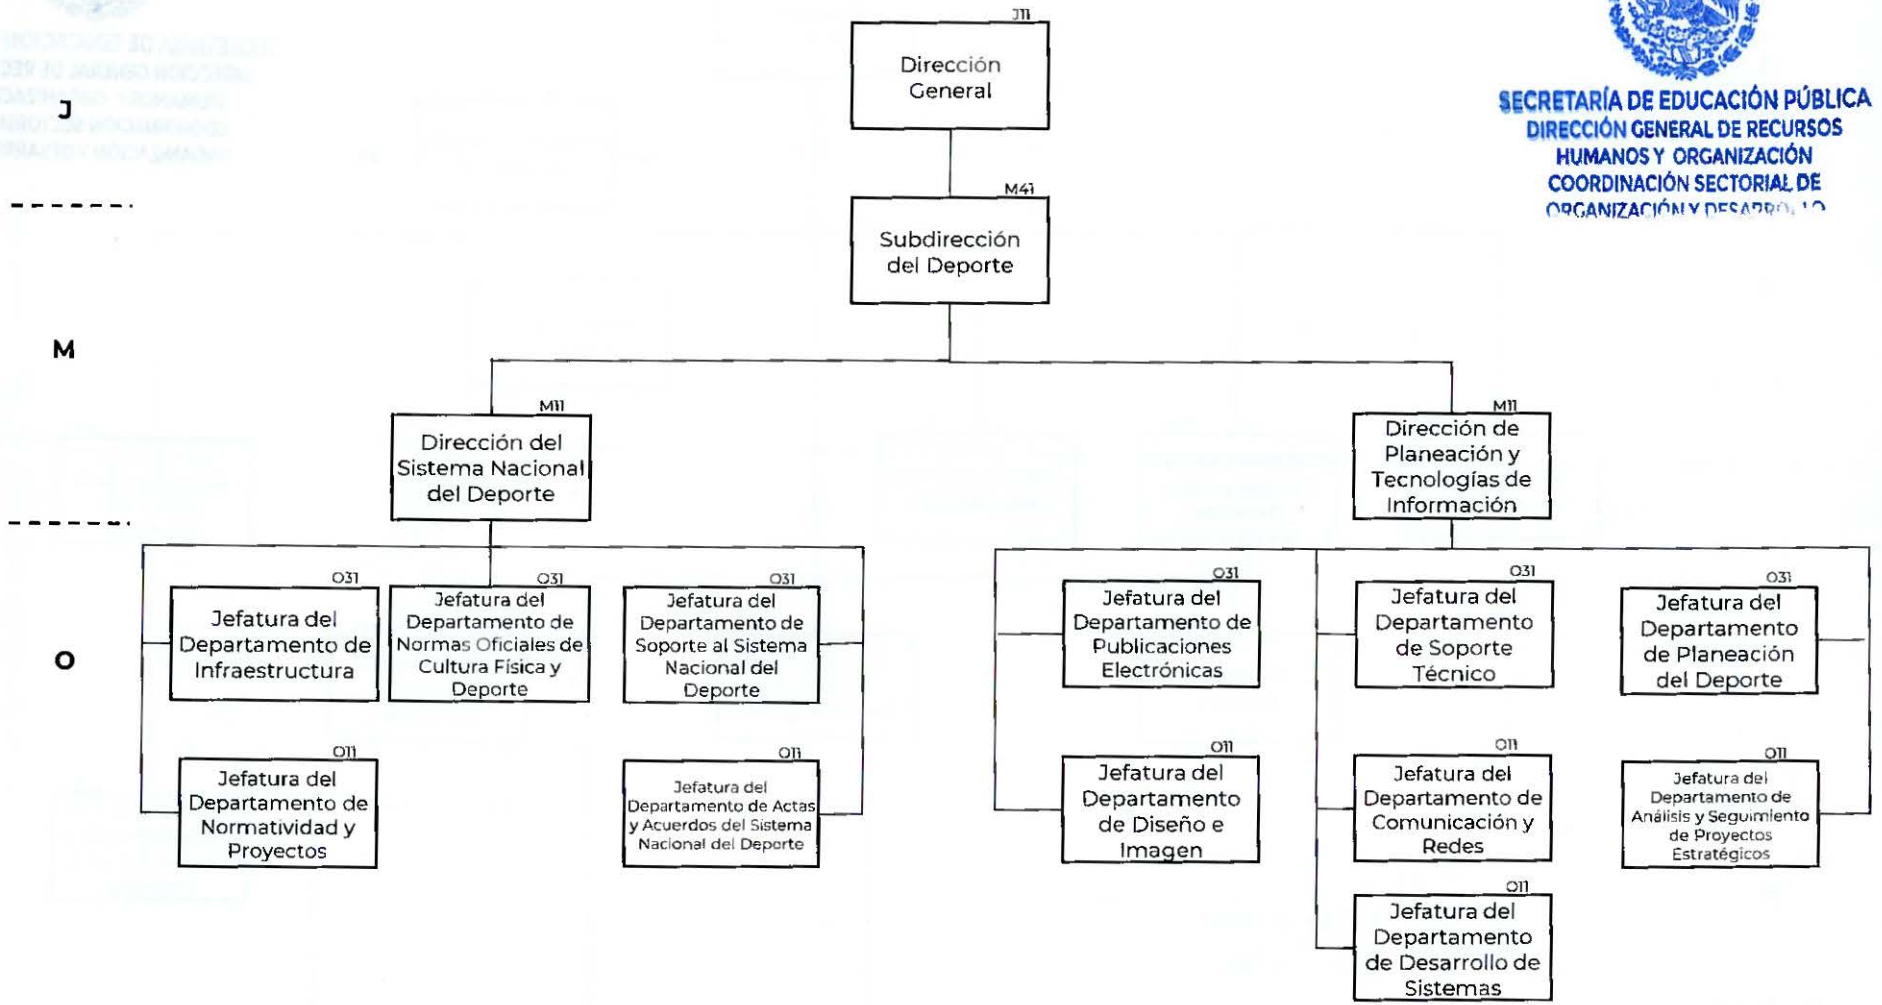 J11
Dirección
General
SECRETARÍA DE EDUCACIÓN PÚBLICA
DIRECCIÓN GENERAL DE RECURSOS
HUMANOS Y ORGANIZACIÓN
COORDINACIÓN SECTORIAL DE
ORGANIZACIÓN Y DESARROLLO
J
M41
Subdirección
del Deporte
M
M11
Dirección del
Sistema Nacional
del Deporte
M11
Dirección de
Planeación y
Tecnologías de
Información
O
O31
Jefatura del
Departamento de
Infraestructura
O31
Jefatura del
Departamento de
Normas Oficiales de
Cultura Física y
Deporte
O31
Jefatura del
Departamento de
Soporte al Sistema
Nacional del
Deporte
O31
Jefatura del
Departamento de
Publicaciones
Electrónicas
O31
Jefatura del
Departamento
de Soporte
Técnico
O31
Jefatura del
Departamento
de Planeación
del Deporte
O11
Jefatura del
Departamento de
Normatividad y
Proyectos
O11
Jefatura del
Departamento de Actas
y Acuerdos del Sistema
Nacional del Deporte
O11
Jefatura del
Departamento
de Diseño e
Imagen
O11
Jefatura del
Departamento de
Comunicación y
Redes
O11
Jefatura del
Departamento de
Análisis y Seguimiento
de Proyectos
Estratégicos
O11
Jefatura del
Departamento
de Desarrollo de
Sistemas